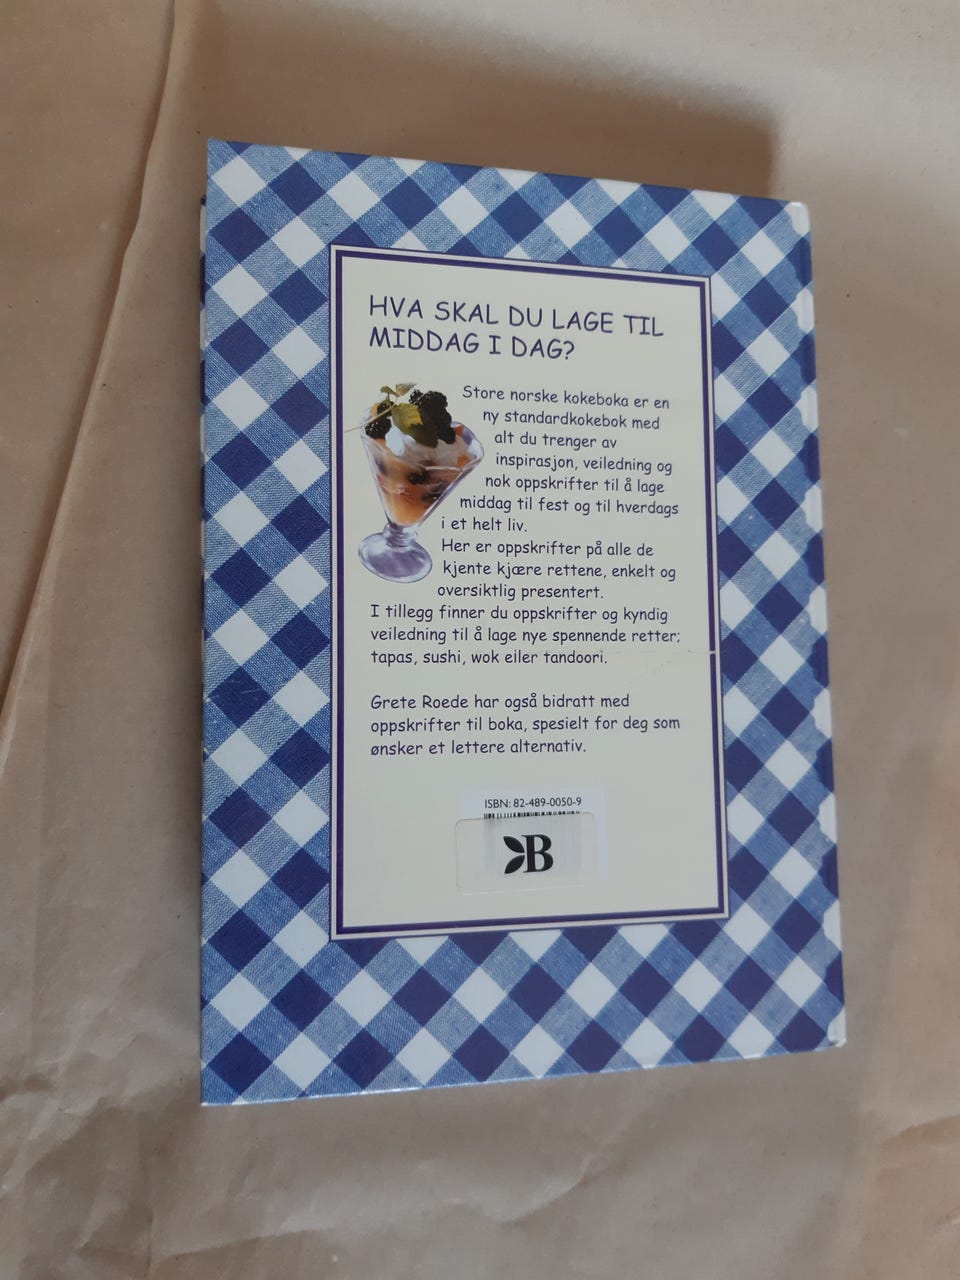 HVA SKAL DU LAGE TIL
MIDDAG I DAG?
Store norske kokeboka er en
ny standardkokebok med
alt du trenger av
inspirasjon, veiledning og
nok oppskrifter til å lage
middag til fest og til hverdags
i et helt liv.
Her er oppskrifter på alle de
kjente kjære rettene, enkelt og
oversiktlig presentert.
I tillegg finner du oppskrifter og kyndig
veiledning til å lage nye spennende retter;
tapas, sushi, wok eller tandoori.
Grete Roede har også bidratt med
oppskrifter til boka, spesielt for deg som
ønsker et lettere alternativ.
ISBN: 82-489-0050-9
B